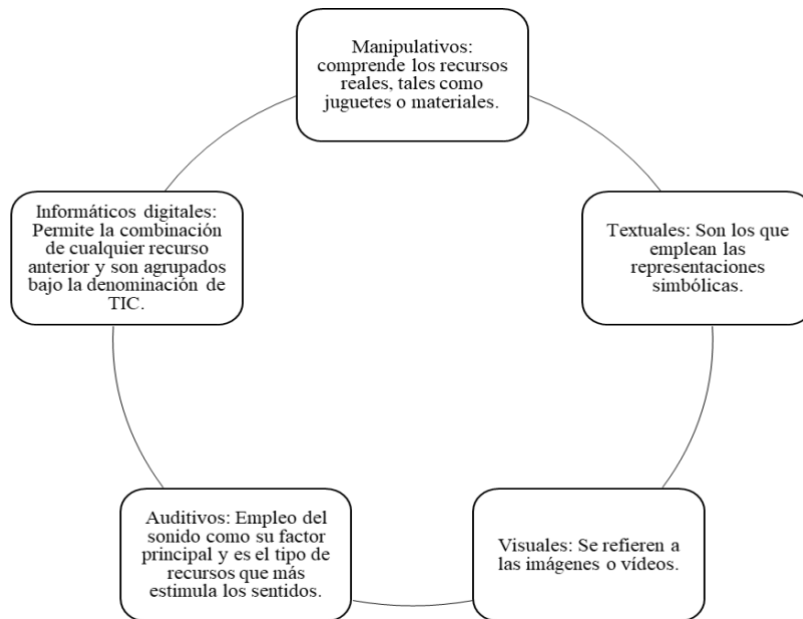 Manipulativos:
comprende los recursos
reales, tales como
juguetes o materiales.
Textuales: Son los que
emplean las
representaciones
simbólicas.
Visuales: Se refieren a
las imágenes o vídeos.
Auditivos: Empleo del
sonido como su factor
principal y es el tipo de
recursos que más
estimula los sentidos.
Informáticos digitales:
Permite la combinación
de cualquier recurso
anterior y son agrupados
bajo la denominación de
TIC.